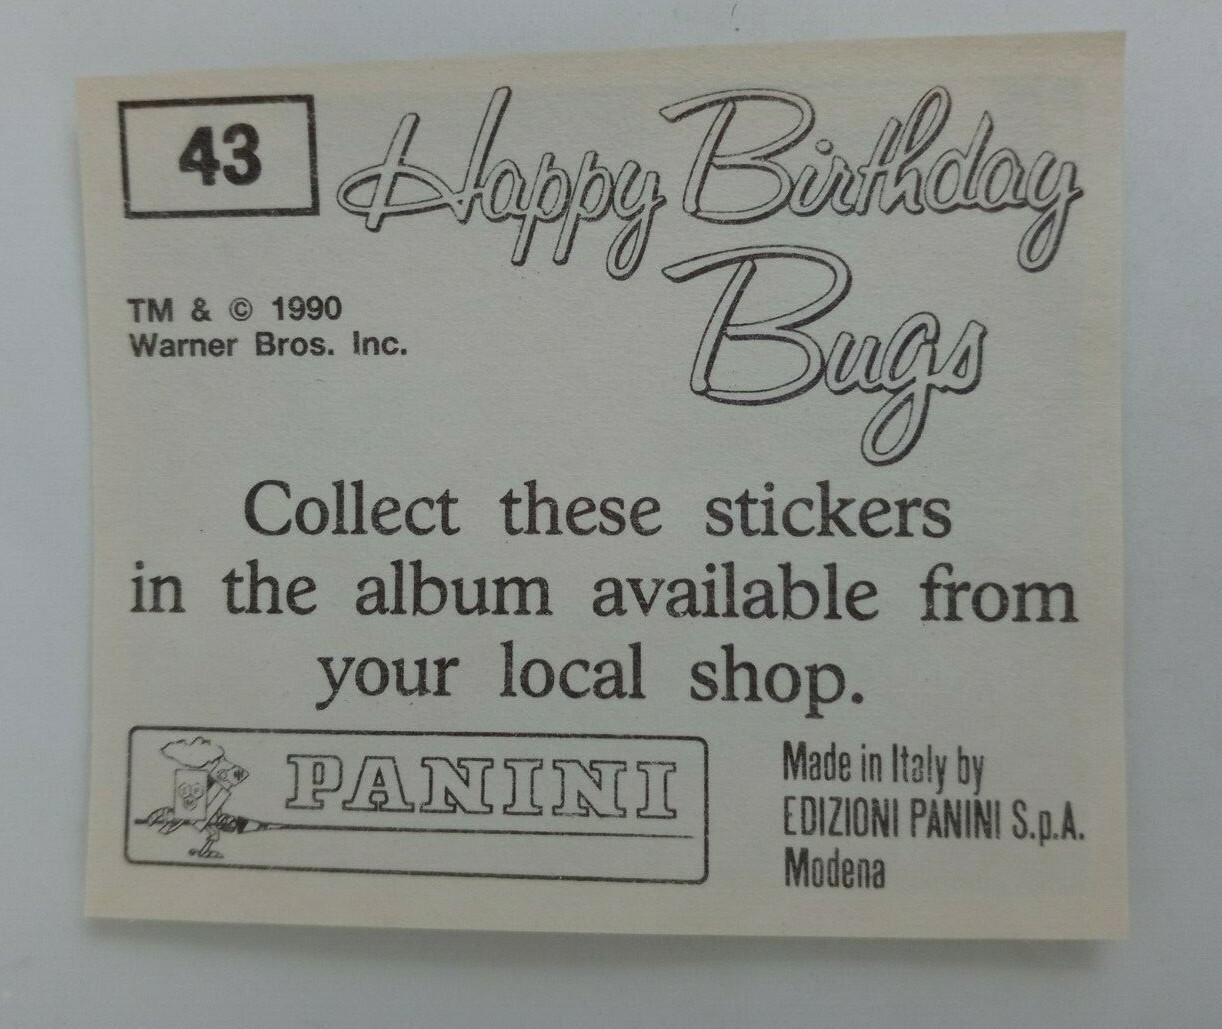 43
Happy Birthday
Bugs
TM & © 1990
Warner Bros. Inc.
Collect these stickers
in the album available from
your local shop.
PANINI
Made in Italy by
EDIZIONI PANINI S.p.A.
Modena